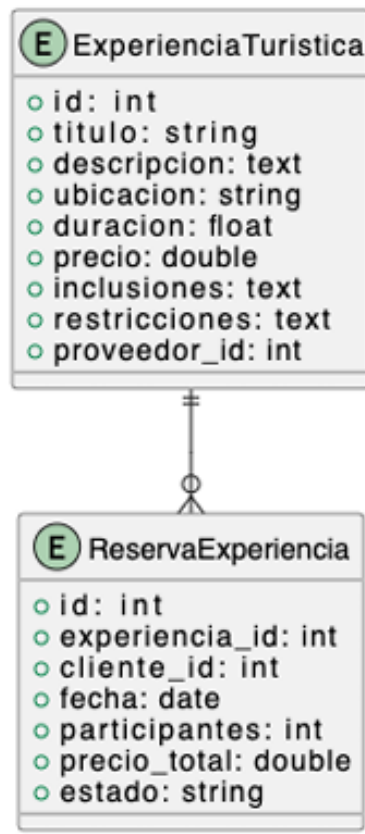 E ExperienciaTuristica
id: int
titulo: string
descripcion: text
ubicacion: string
duracion: float
precio: double
inclusiones: text
restricciones: text
proveedor_id: int
E ReservaExperiencia
id: int
experiencia_id: int
cliente_id: int
fecha: date
participantes: int
precio_total: double
estado: string